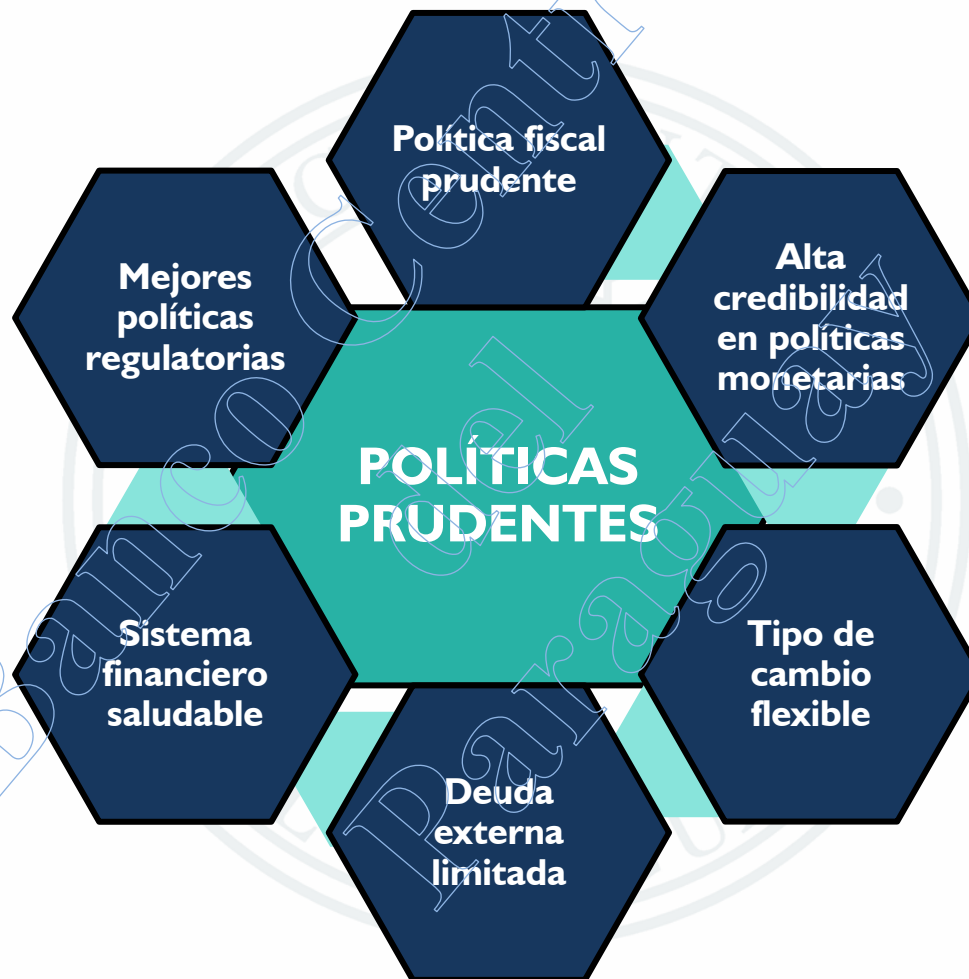 Política fiscal
prudente
Alta
credibilidad
en políticas
monetarias
Mejores
políticas
regulatorias
POLÍTICAS
PRUDENTES
Sistema
financiero
saludable
Tipo de
cambio
flexible
Deuda
externa
limitada
Banco Cent
del
Paraguay